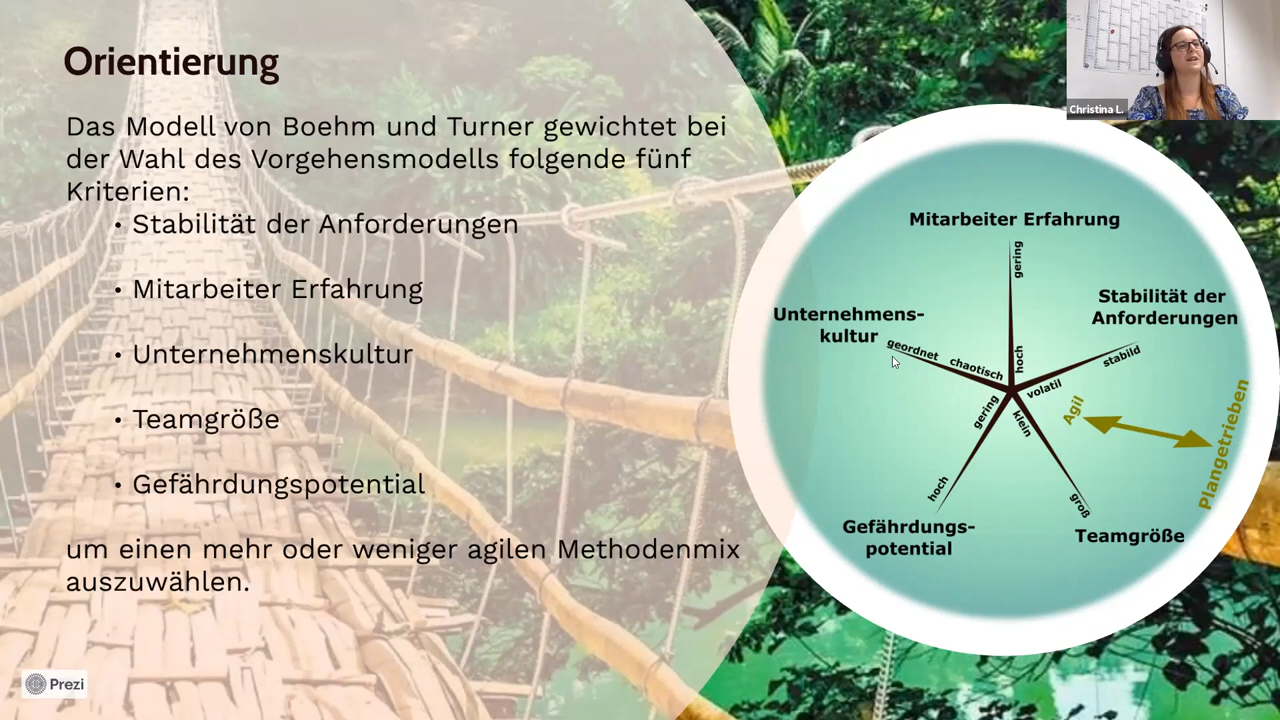 Orientierung
Das Modell von Boehm und Turner gewichtet bei
der Wahl des Vorgehensmodells folgende fünf
Kriterien:
• Stabilität der Anforderungen
• Mitarbeiter Erfahrung
• Unternehmenskultur
• Teamgröße
• Gefährdungspotential
um einen mehr oder weniger agilen Methodenmix
auszuwählen.
Prezi
Christina L.
Mitarbeiter Erfahrung
gering
hoch
Stabilität der
Anforderungen
stabild
volatil
Unternehmens-
kultur
geordnet
chaotisch
gering
hoch
Gefährdungs-
potential
klein
groß
Teamgröße
Agil
Plangetrieben